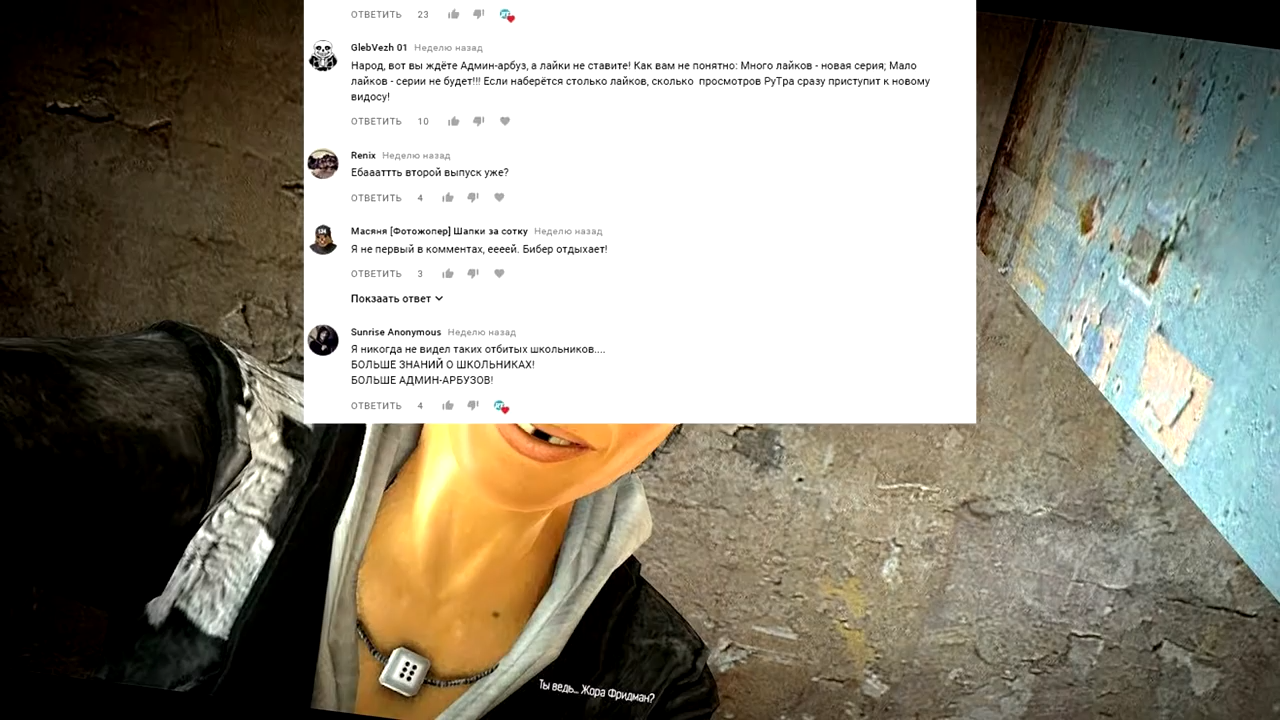 ОТВЕТИТЬ 23
GlebVezh 01 Неделю назад
Народ, вот вы ждёте Админ-арбуз, а лайки не ставите! Как вам не понятно: Много лайков - новая серия; Мало
лайков - серии не будет!!! Если наберётся столько лайков, сколько просмотров РуТра сразу приступит к новому
видосу!
ОТВЕТИТЬ 10
Renix Неделю назад
Ебаааттть второй выпуск уже?
ОТВЕТИТЬ 4
Масяня [Фотожопер] Шапки за сотку Неделю назад
Я не первый в комментах, еееей. Бибер отдыхает!
ОТВЕТИТЬ 3
Покзаать ответ
Sunrise Anonymous Неделю назад
Я никогда не видел таких отбитых школьников....
БОЛЬШЕ ЗНАНИЙ О ШКОЛЬНИКАХ!
БОЛЬШЕ АДМИН-АРБУЗОВ!
ОТВЕТИТЬ 4
Ты ведь... Жора Фридман?